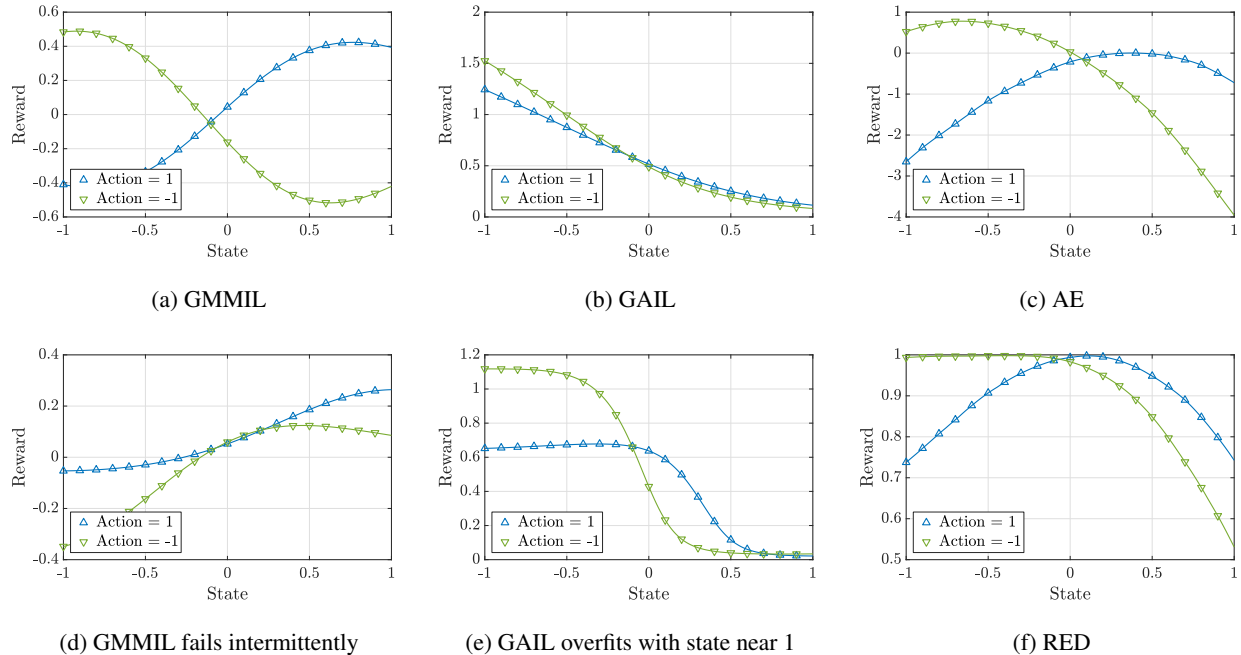 0.6
0.4
0.2
0
-0.2
-0.4
-0.6
Reward
-1 -0.5 0 0.5 1
State
Action = 1
Action = -1
(a) GMMIL
2
1.5
1
0.5
0
Reward
-1 -0.5 0 0.5 1
State
Action = 1
Action = -1
(b) GAIL
1
0
-1
-2
-3
-4
Reward
-1 -0.5 0 0.5 1
State
Action = 1
Action = -1
(c) AE
0.4
0.2
0
-0.2
-0.4
Reward
-1 -0.5 0 0.5 1
State
Action = 1
Action = -1
(d) GMMIL fails intermittently
1.2
1
0.8
0.6
0.4
0.2
0
Reward
-1 -0.5 0 0.5 1
State
Action = 1
Action = -1
(e) GAIL overfits with state near 1
1
0.9
0.8
0.7
0.6
0.5
Reward
-1 -0.5 0 0.5 1
State
Action = 1
Action = -1
(f) RED